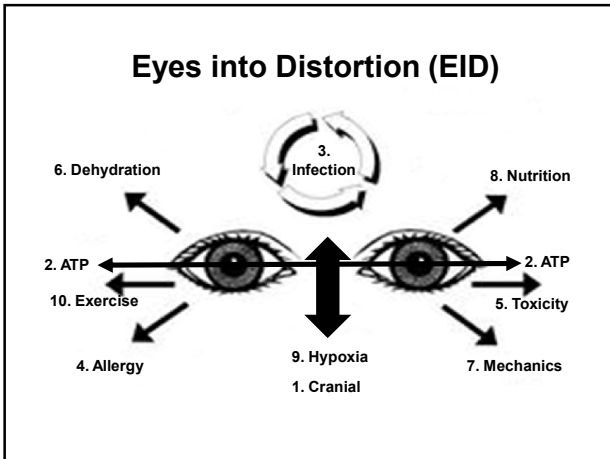 Eyes into Distortion (EID)
3.
Infection
6. Dehydration
8. Nutrition
2. ATP
2. ATP
10. Exercise
5. Toxicity
4. Allergy
9. Hypoxia
7. Mechanics
1. Cranial